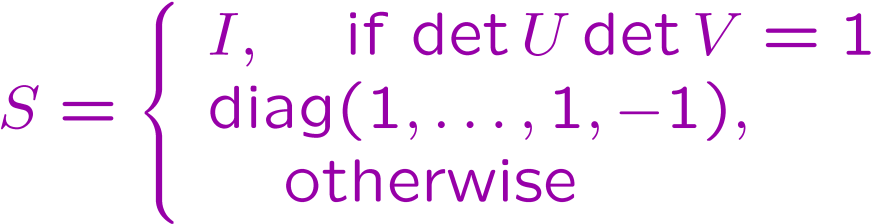 I, if det U det V = 1
S = { diag(1, . . . , 1, −1),
otherwise